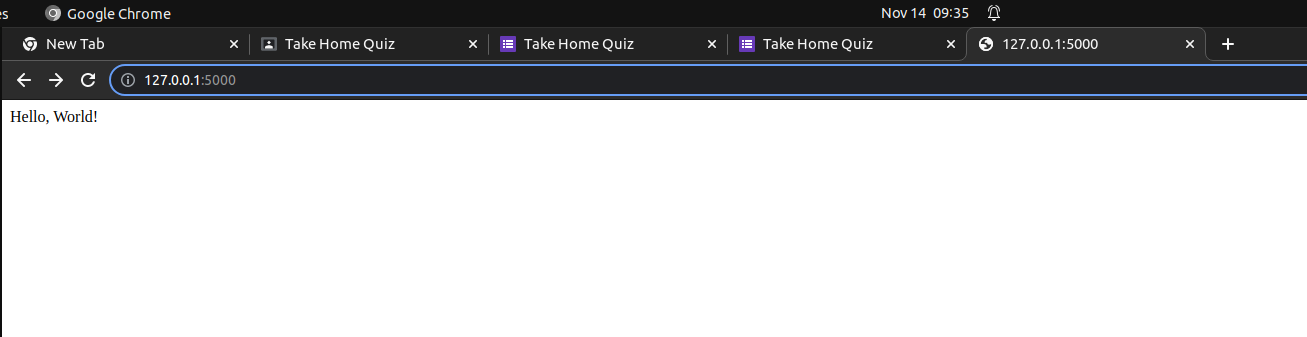 es Google Chrome Nov 14 09:35
New Tab Take Home Quiz Take Home Quiz Take Home Quiz 127.0.0.1:5000
127.0.0.1:5000
Hello, World!